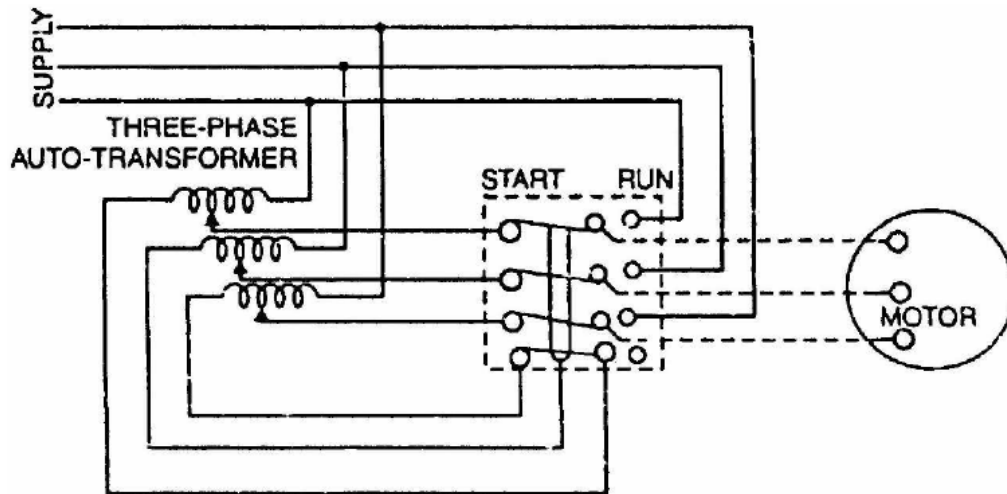 SUPPLY
THREE-PHASE
AUTO-TRANSFORMER
START RUN
MOTOR